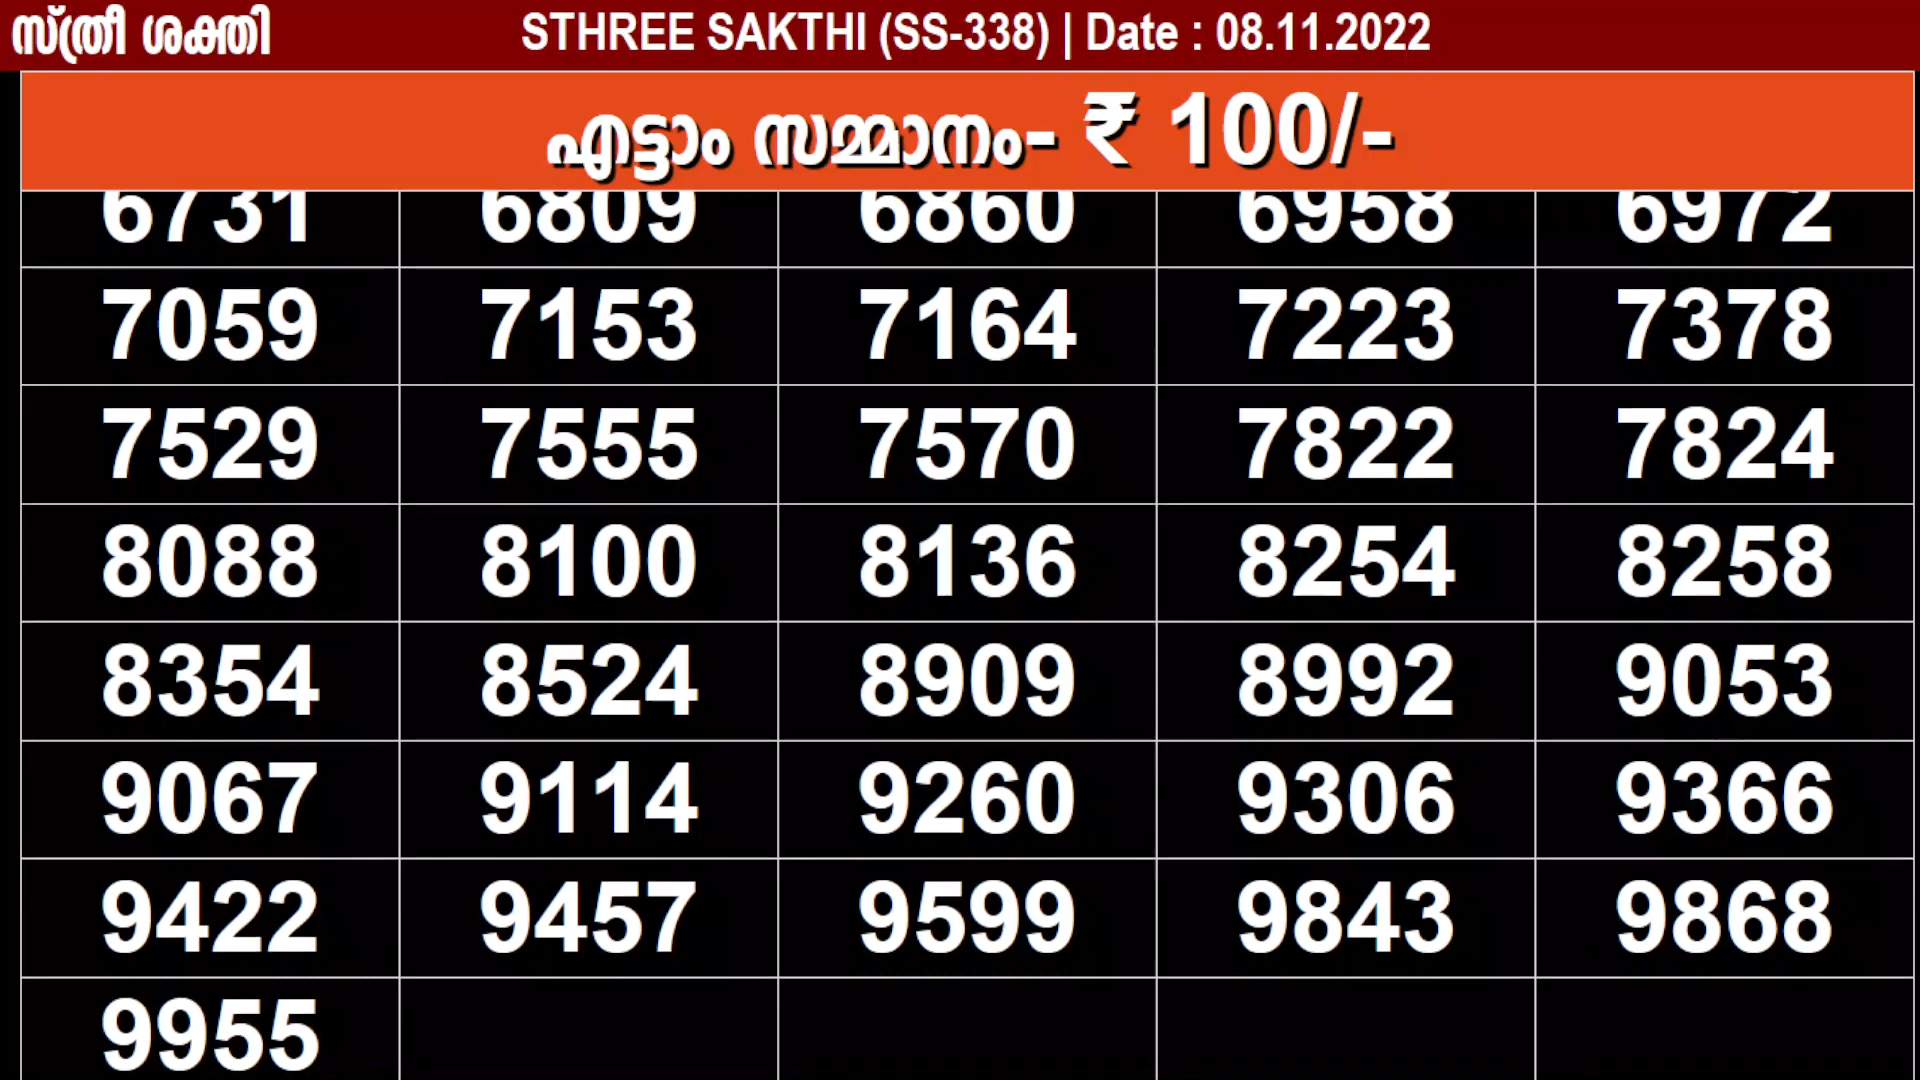 സ്ത്രീ ശക്തി STHREE SAKTHI (SS-338) | Date : 08.11.2022
എട്ടാം സമ്മാനം- ₹ 100/-
6731 6809 6860 6958 6972
7059 7153 7164 7223 7378
7529 7555 7570 7822 7824
8088 8100 8136 8254 8258
8354 8524 8909 8992 9053
9067 9114 9260 9306 9366
9422 9457 9599 9843 9868
9955